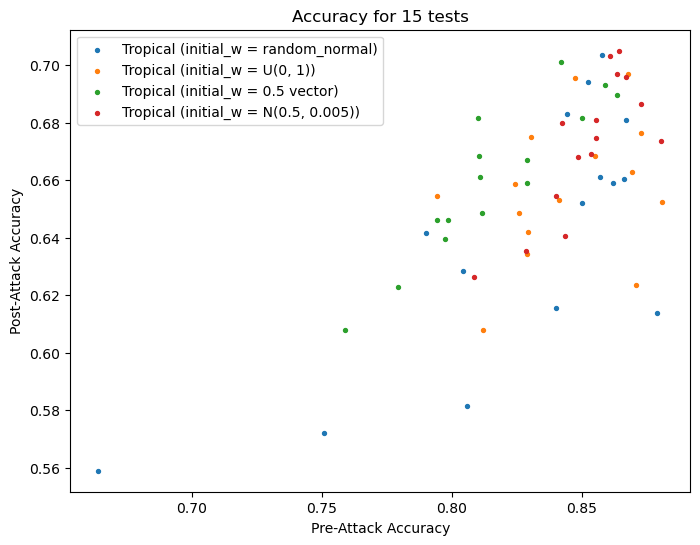 Accuracy for 15 tests
Tropical (initial_w = random_normal)
Tropical (initial_w = U(0, 1))
Tropical (initial_w = 0.5 vector)
Tropical (initial_w = N(0.5, 0.005))
0.70
0.68
0.66
0.64
0.62
0.60
0.58
0.56
Post-Attack Accuracy
0.70 0.75 0.80 0.85
Pre-Attack Accuracy